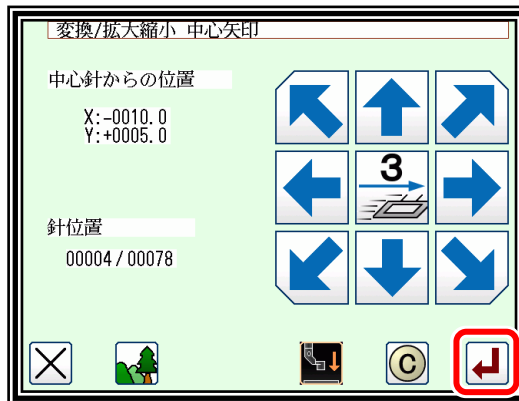 変換/拡大縮小 中心矢印
中心針からの位置
X:-0010.0
Y:+0005.0
3
針位置
00004/00078
C